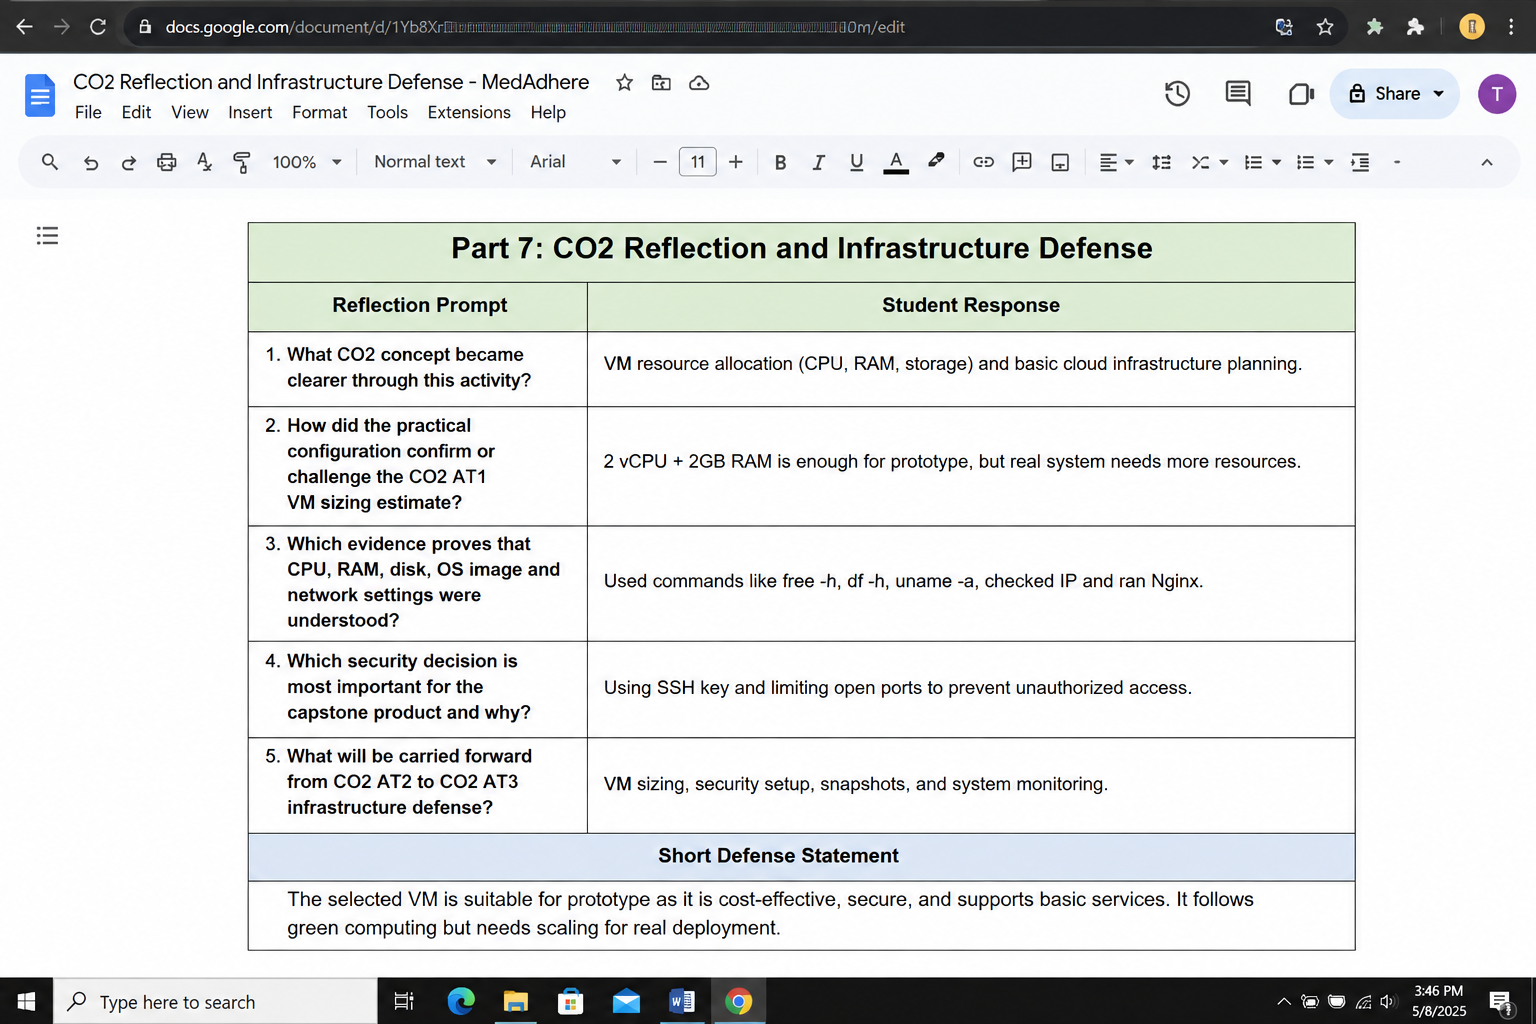 docs.google.com/document/d/1Yb8Xr 10m/edit
CO2 Reflection and Infrastructure Defense - MedAdhere
File Edit View Insert Format Tools Extensions Help
Share
T
100% Normal text Arial 11 B I U A
Part 7: CO2 Reflection and Infrastructure Defense
Reflection Prompt
Student Response
1. What CO2 concept became
clearer through this activity?
VM resource allocation (CPU, RAM, storage) and basic cloud infrastructure planning.
2. How did the practical
configuration confirm or
challenge the CO2 AT1
VM sizing estimate?
2 vCPU + 2GB RAM is enough for prototype, but real system needs more resources.
3. Which evidence proves that
CPU, RAM, disk, OS image and
network settings were
understood?
Used commands like free -h, df -h, uname -a, checked IP and ran Nginx.
4. Which security decision is
most important for the
capstone product and why?
Using SSH key and limiting open ports to prevent unauthorized access.
5. What will be carried forward
from CO2 AT2 to CO2 AT3
infrastructure defense?
VM sizing, security setup, snapshots, and system monitoring.
Short Defense Statement
The selected VM is suitable for prototype as it is cost-effective, secure, and supports basic services. It follows
green computing but needs scaling for real deployment.
Type here to search
3:46 PM
5/8/2025